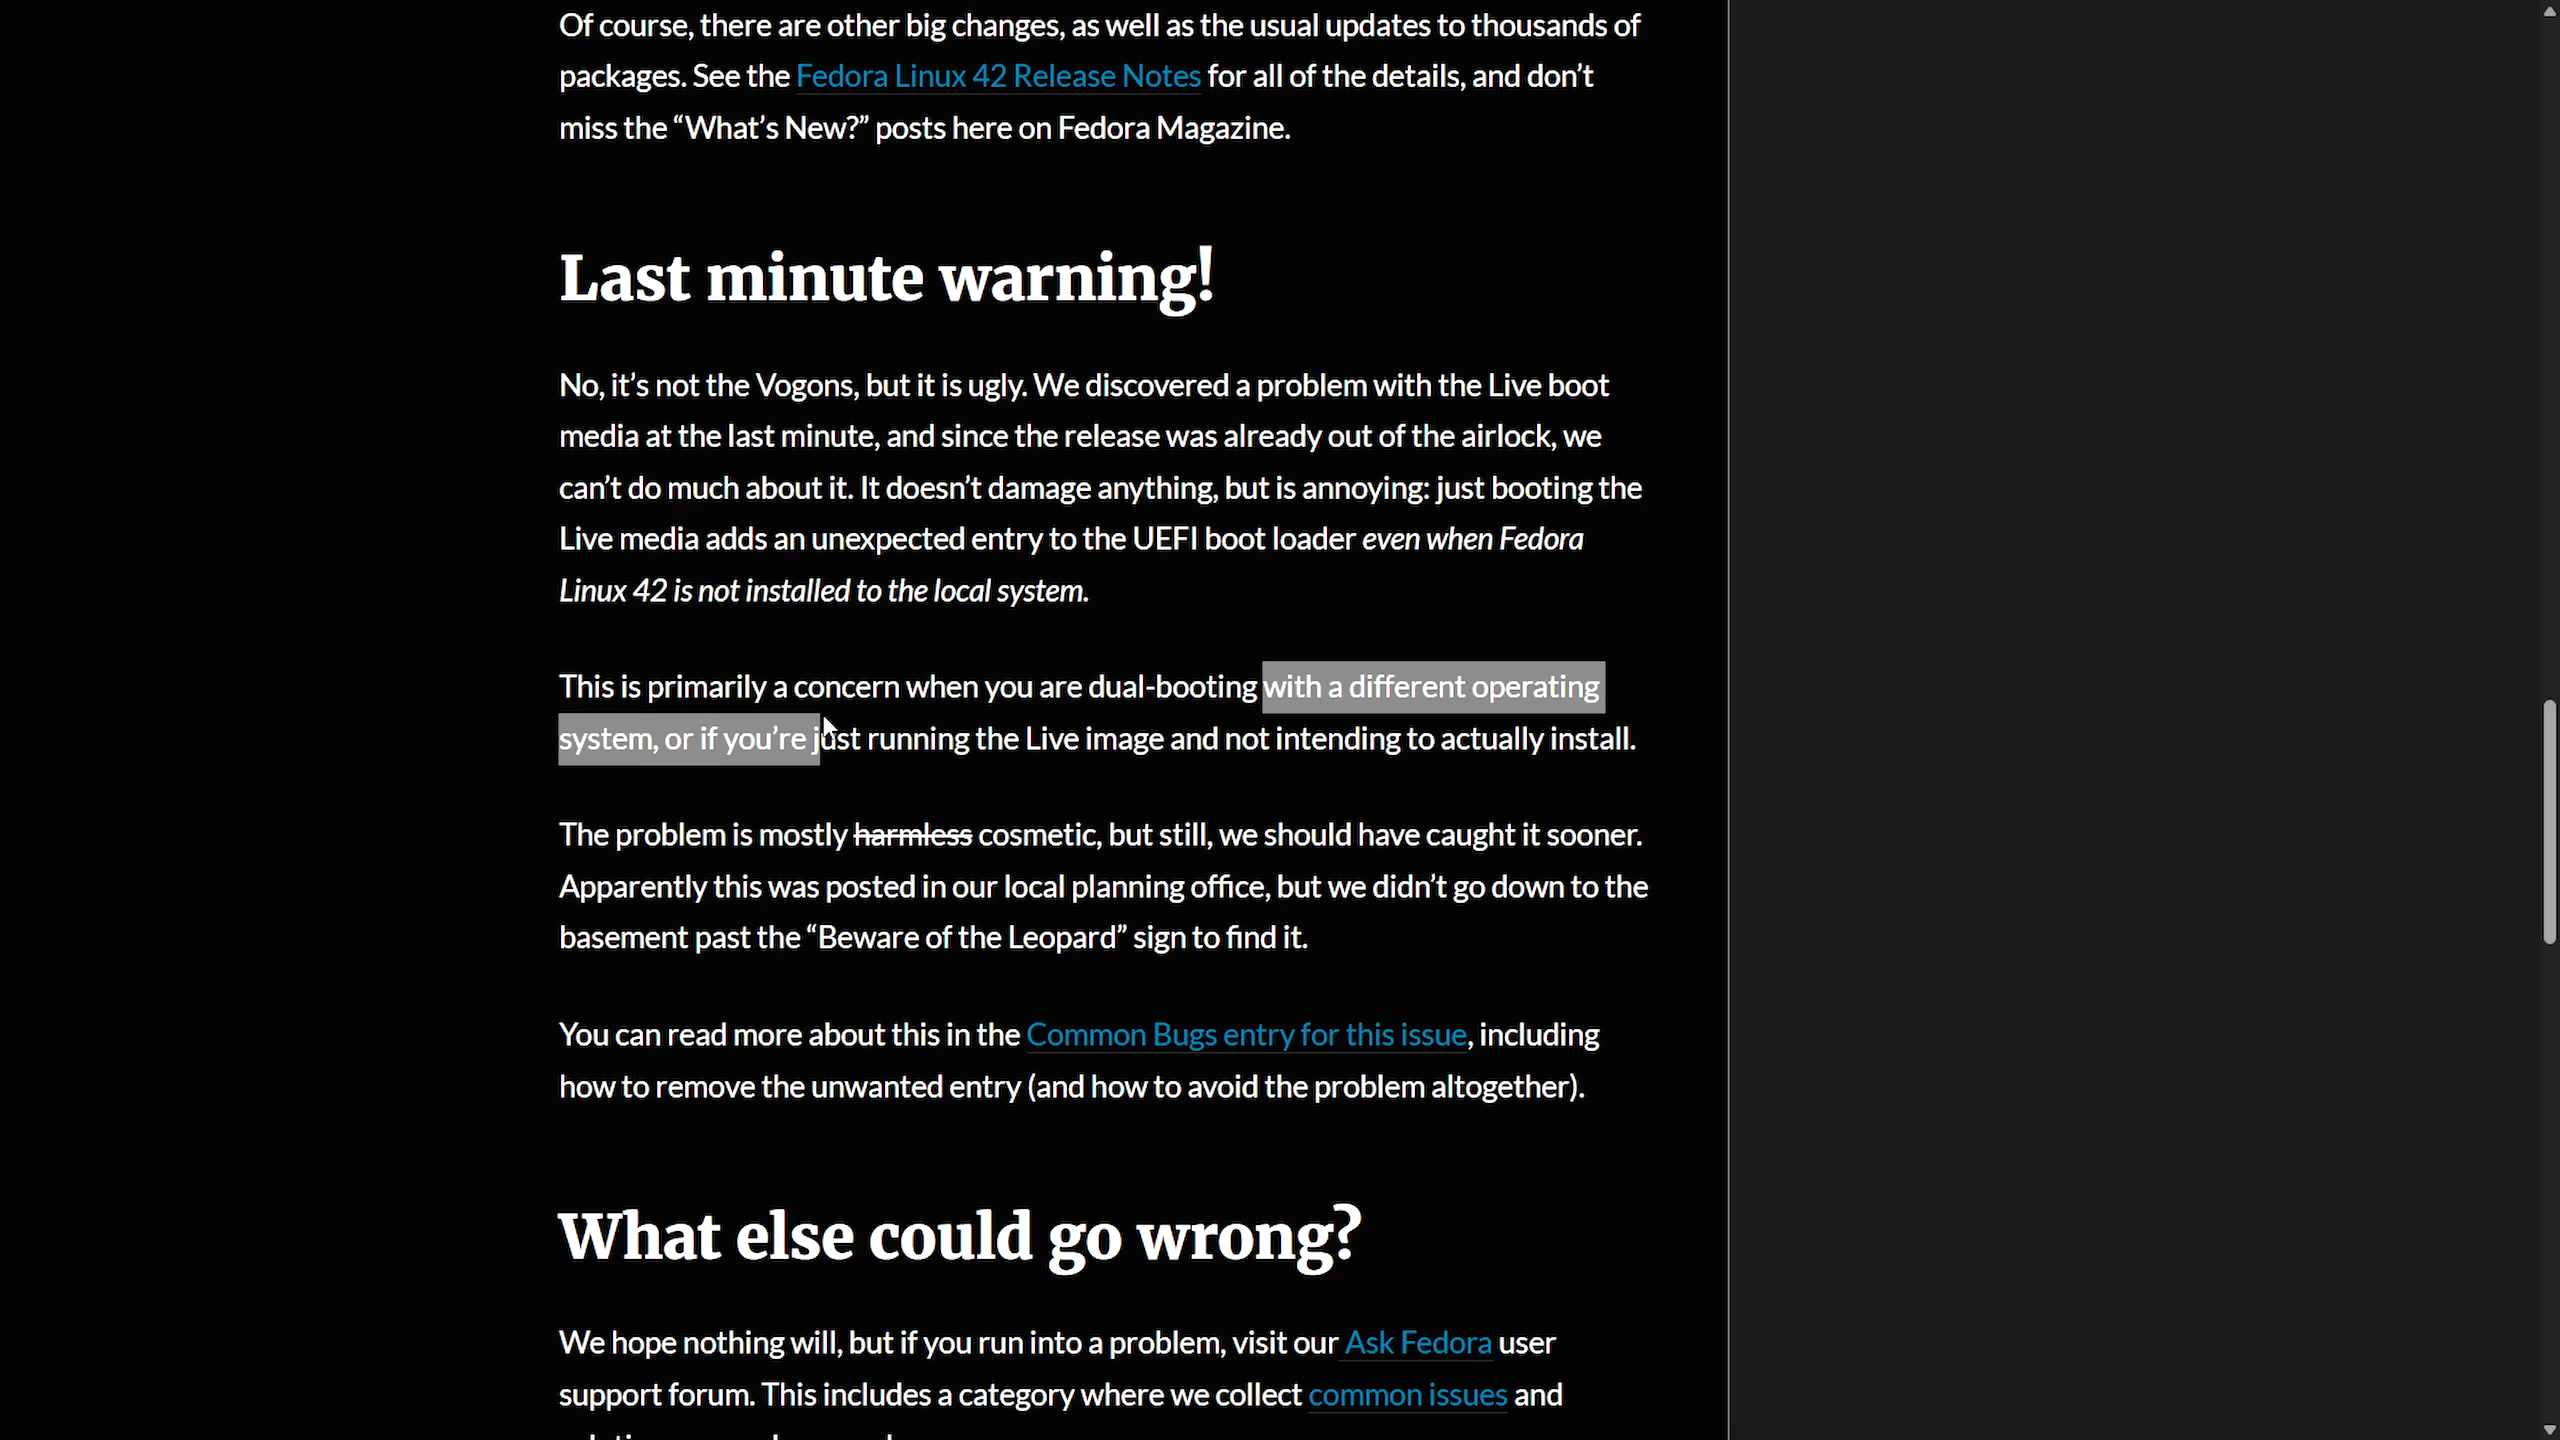 Of course, there are other big changes, as well as the usual updates to thousands of
packages. See the Fedora Linux 42 Release Notes for all of the details, and don’t
miss the “What’s New?” posts here on Fedora Magazine.
Last minute warning!
No, it’s not the Vogons, but it is ugly. We discovered a problem with the Live boot
media at the last minute, and since the release was already out of the airlock, we
can’t do much about it. It doesn’t damage anything, but is annoying: just booting the
Live media adds an unexpected entry to the UEFI boot loader even when Fedora
Linux 42 is not installed to the local system.
This is primarily a concern when you are dual-booting with a different operating
system, or if you’re just running the Live image and not intending to actually install.
The problem is mostly harmless cosmetic, but still, we should have caught it sooner.
Apparently this was posted in our local planning office, but we didn’t go down to the
basement past the “Beware of the Leopard” sign to find it.
You can read more about this in the Common Bugs entry for this issue, including
how to remove the unwanted entry (and how to avoid the problem altogether).
What else could go wrong?
We hope nothing will, but if you run into a problem, visit our Ask Fedora user
support forum. This includes a category where we collect common issues and